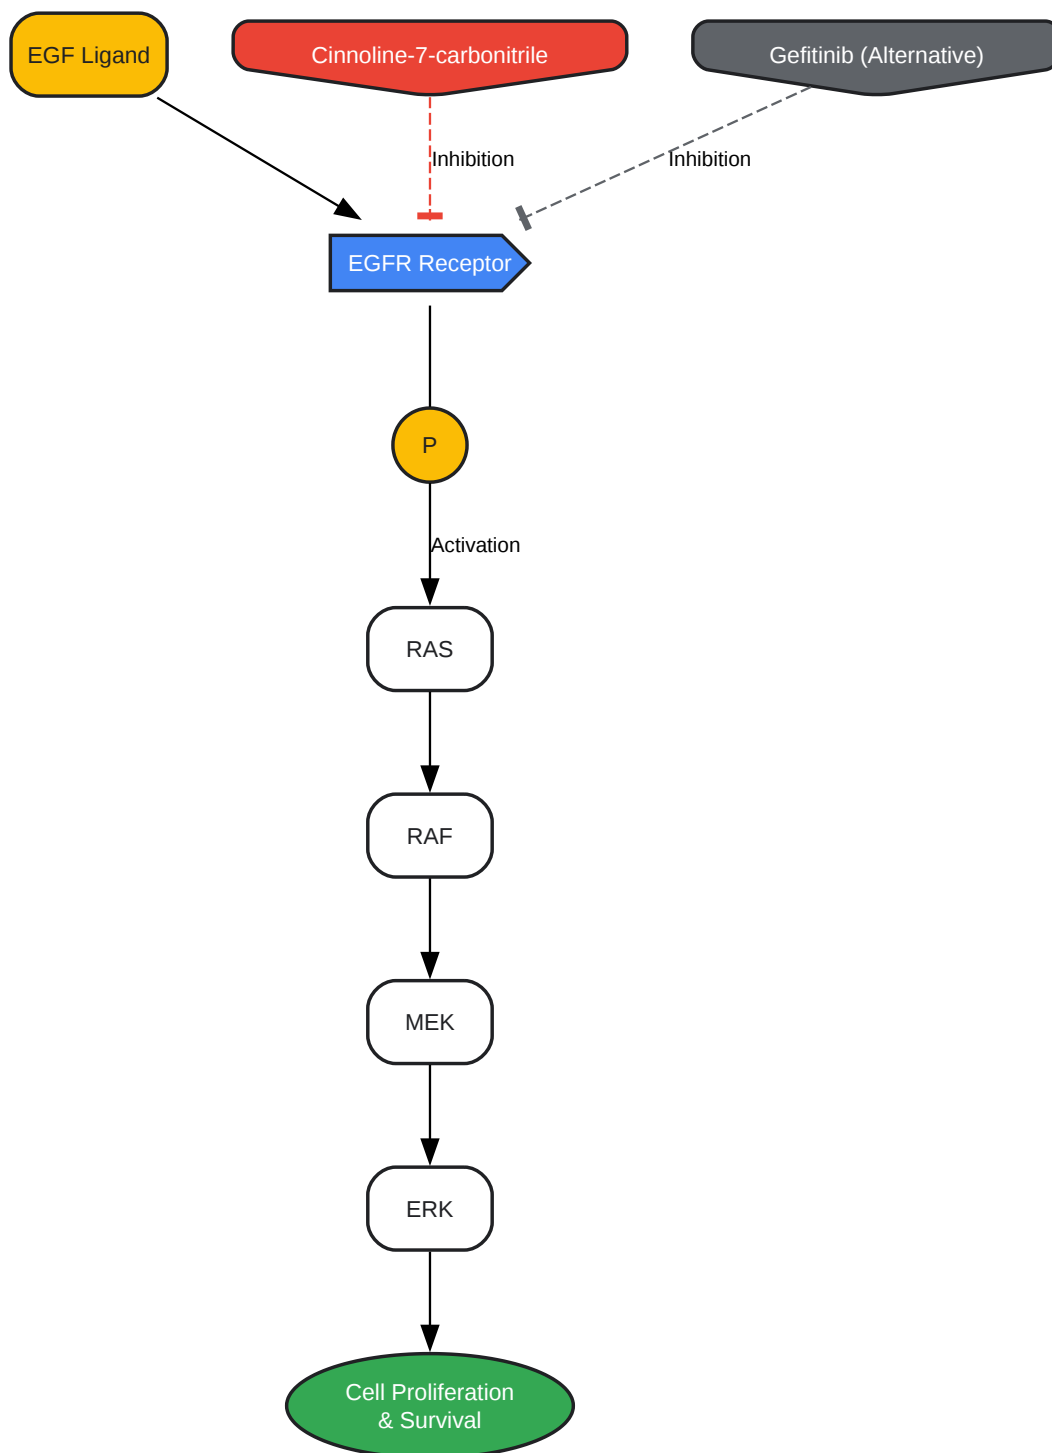 EGF Ligand
Cinnoline-7-carbonitrile
Gefitinib (Alternative)
Inhibition
Inhibition
EGFR Receptor
P
Activation
RAS
RAF
MEK
ERK
Cell Proliferation
& Survival